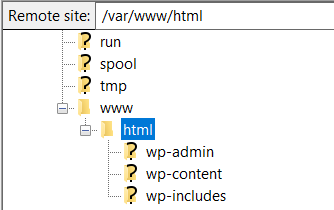 Remote site: /var/www/html
run
spool
tmp
www
html
wp-admin
wp-content
wp-includes